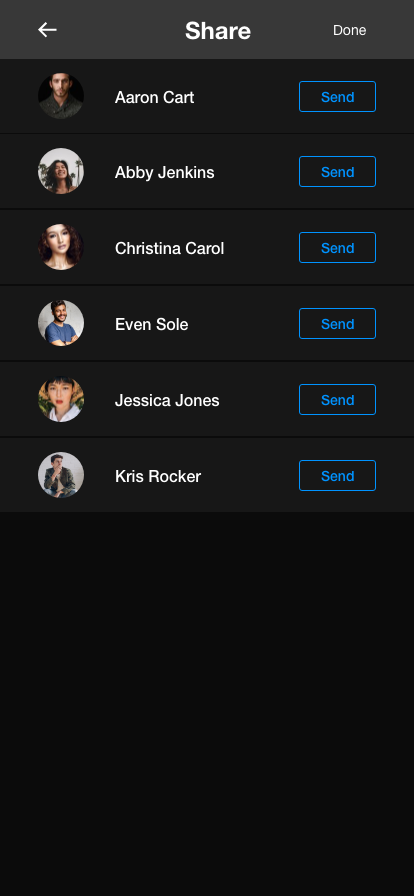 Share Done
Aaron Cart Send
Abby Jenkins Send
Christina Carol Send
Even Sole Send
Jessica Jones Send
Kris Rocker Send